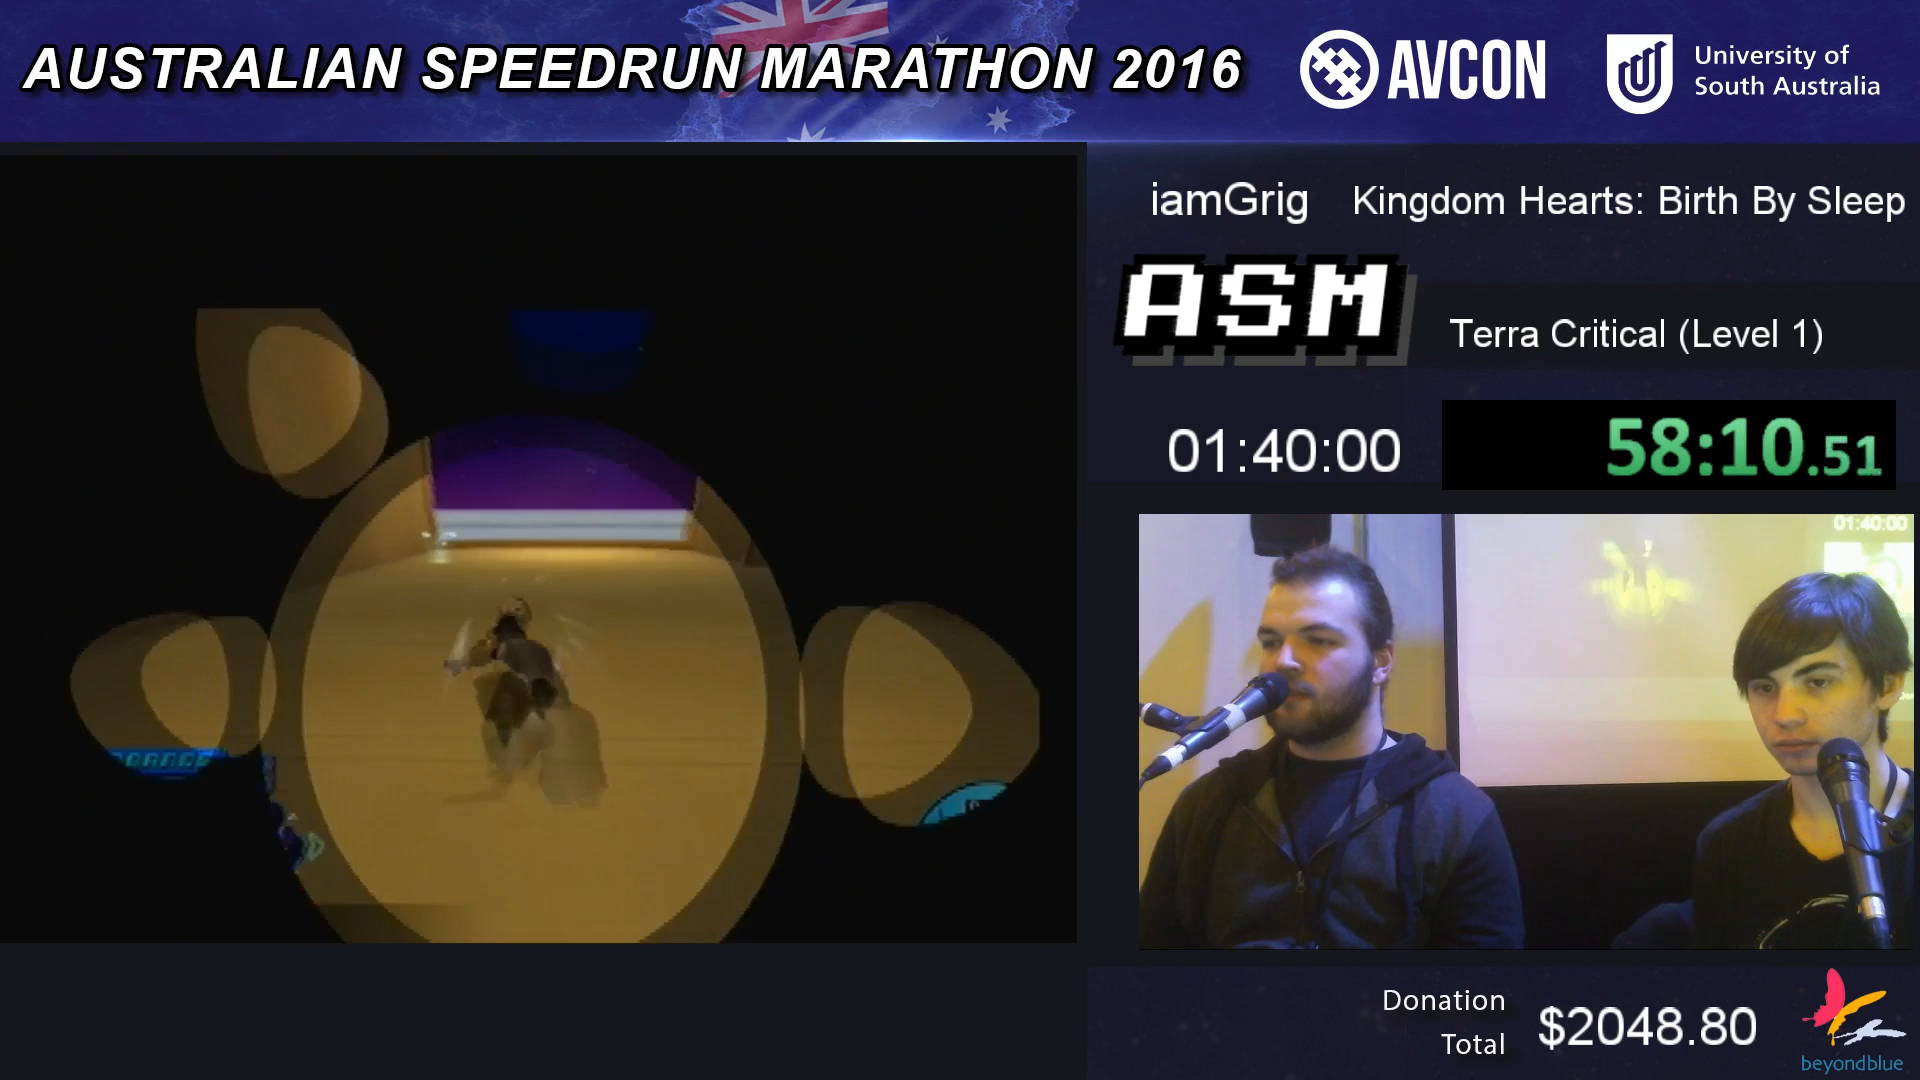 AUSTRALIAN SPEEDRUN MARATHON 2016
AVCON
University of
South Australia
iamGrig
Kingdom Hearts: Birth By Sleep
ASM
Terra Critical (Level 1)
01:40:00
58:10.51
01:40:00
Donation
Total
$2048.80
beyondblue